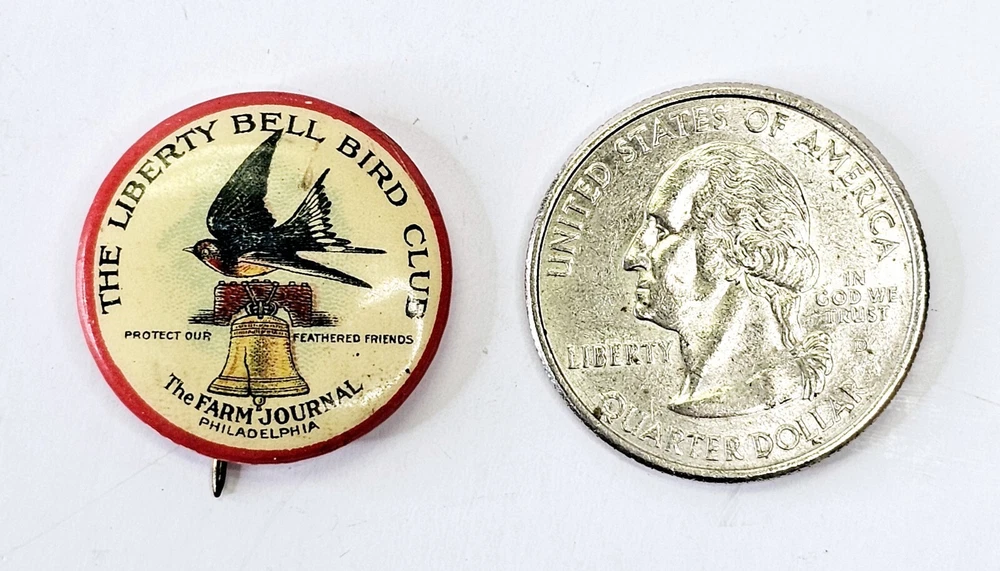 THE LIBERTY BELL BIRD CLUB
PROTECT OUR FEATHERED FRIENDS
The FARM JOURNAL
PHILADELPHIA
UNITED STATES OF AMERICA
LIBERTY
IN
GOD WE
TRUST
D
QUARTER DOLLAR